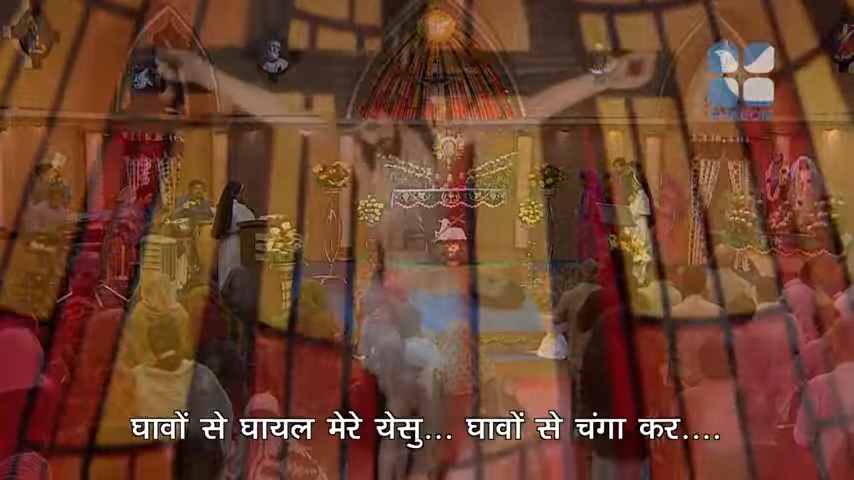 घावों से घायल मेरे येसु... घावों से चंगा कर....